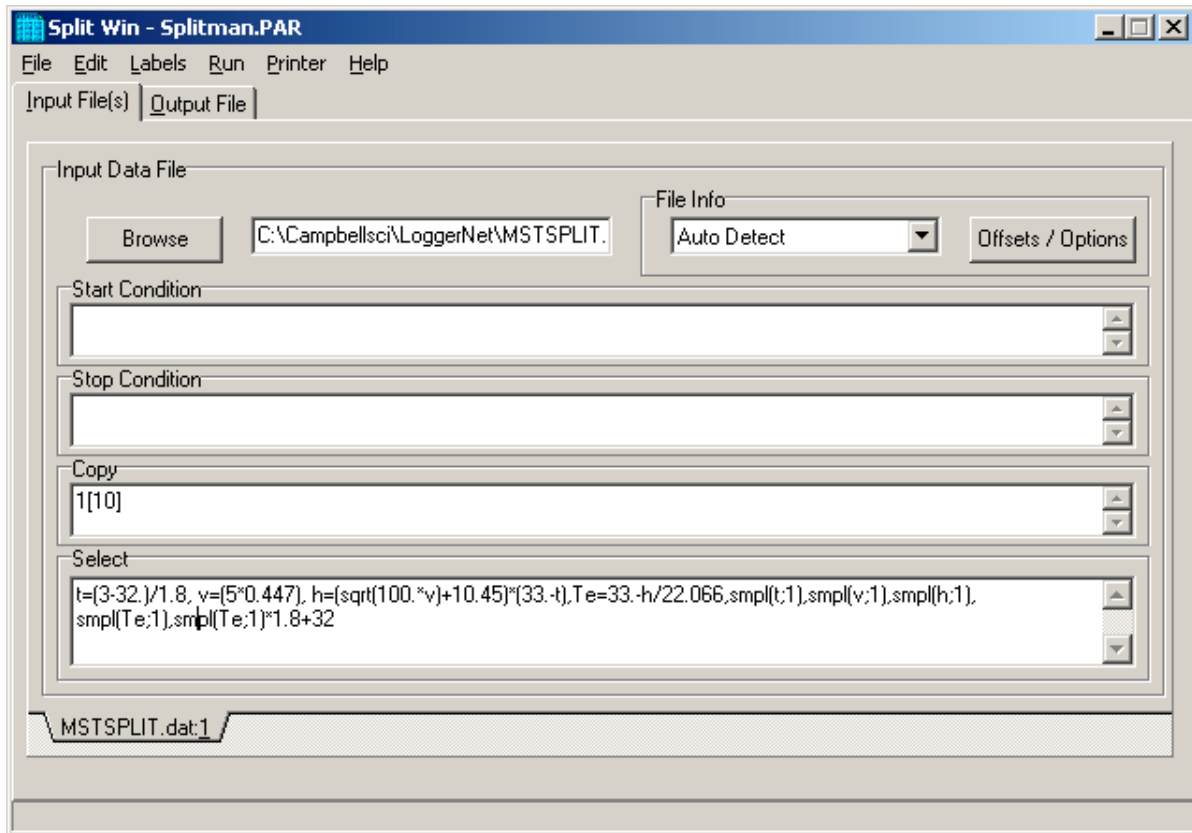 Split Win - Splitman.PAR
File Edit Labels Run Printer Help
Input File(s) Output File
Input Data File
File Info
Browse C:\Campbellsci\LoggerNet\MSTSPLIT. Auto Detect Offsets / Options
Start Condition
Stop Condition
Copy
1[10]
Select
t=(3-32.)/1.8, v=(5*0.447), h=(sqrt(100.*v)+10.45)*(33.-t),Te=33.-h/22.066,smpl(t;1),smpl(v;1),smpl(h;1),
smpl(Te;1),smpl(Te;1)*1.8+32
MSTSPLIT.dat:1